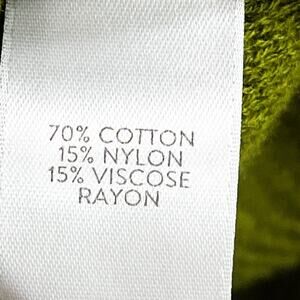 70% COTTON
15% NYLON
15% VISCOSE
RAYON